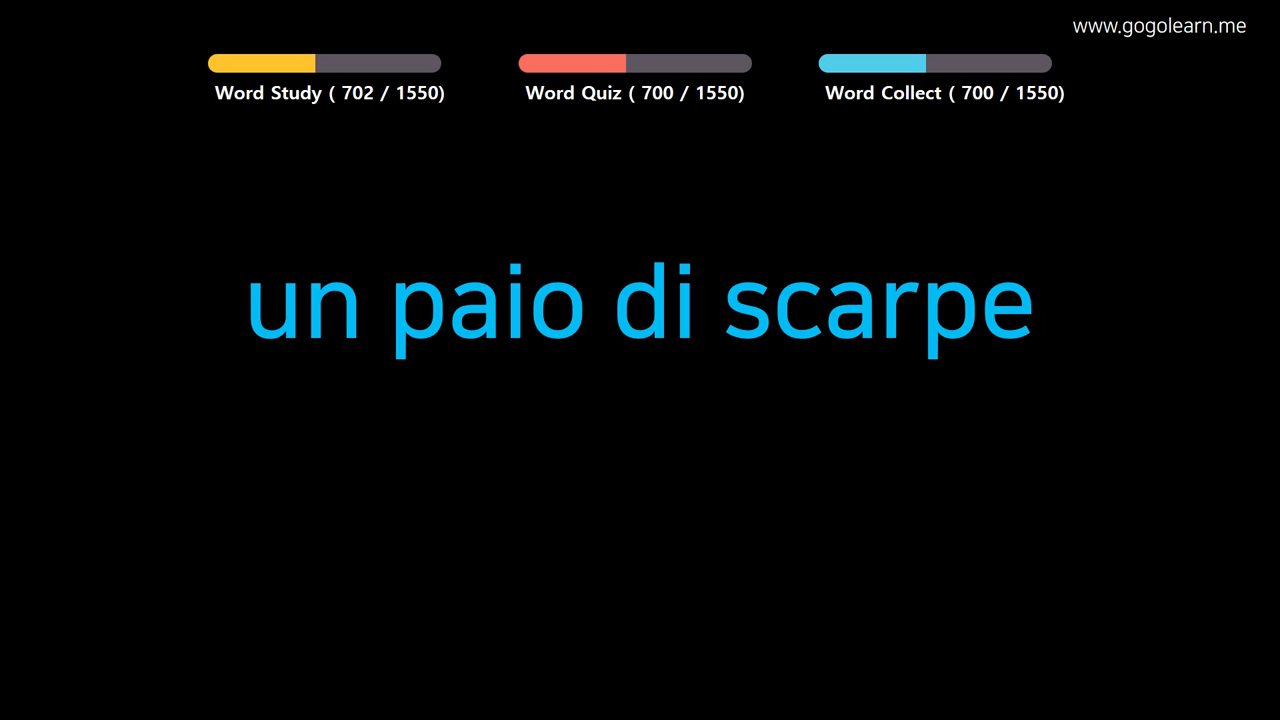 www.gogolearn.me
Word Study ( 702 / 1550)
Word Quiz ( 700 / 1550)
Word Collect ( 700 / 1550)
un paio di scarpe